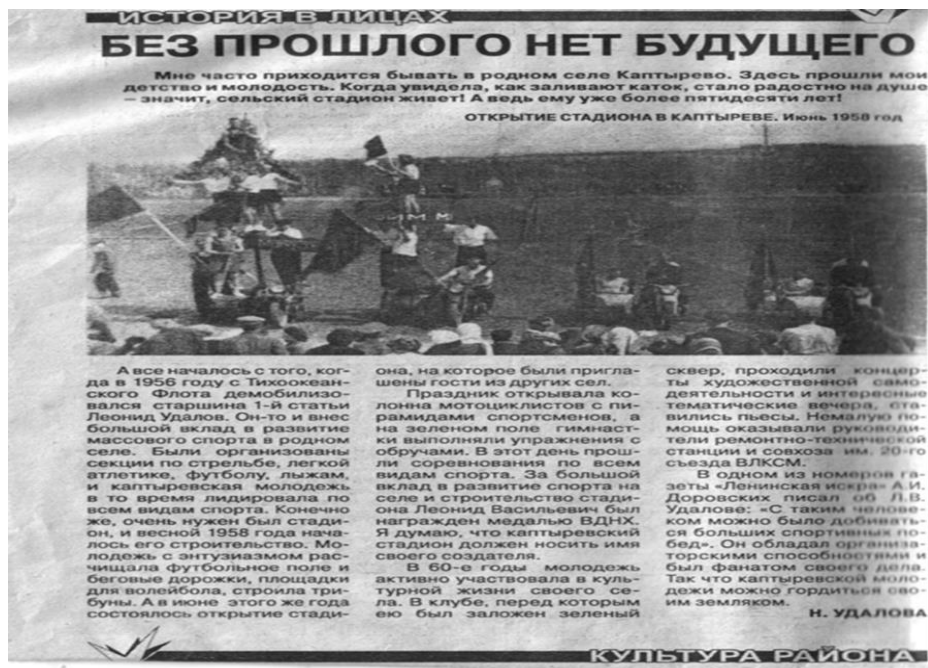 ИСТОРИЯ В ЛИЦАХ
БЕЗ ПРОШЛОГО НЕТ БУДУЩЕГО
Мне часто приходится бывать в родном селе Каптырево. Здесь прошли мои
детство и молодость. Когда увидела, как заливают каток, стало радостно на душе
– значит, сельский стадион живет! А ведь ему уже более пятидесяти лет!
ОТКРЫТИЕ СТАДИОНА В КАПТЫРЕВЕ. Июнь 1958 год
А все началось с того, ког-
да в 1956 году с Тихоокеан-
ского Флота демобилизо-
вался старшина 1-й статьи
Леонид Удалов. Он-то и внес
большой вклад в развитие
массового спорта в родном
селе. Были организованы
секции по стрельбе, легкой
атлетике, футболу, лыжам,
и каптыревская молодежь
в то время лидировала по
всем видам спорта. Конечно
же, очень нужен был стади-
он, и весной 1958 года нача-
лось его строительство. Мо-
лодежь с энтузиазмом рас-
чищала футбольное поле и
беговые дорожки, площадки
для волейбола, строила три-
буны. А в июне этого же года
состоялось открытие стади-
она, на которое были пригла-
шены гости из других сел.
Праздник открывала ко-
лонна мотоциклистов с пи-
рамидами спортсменов, а
на зеленом поле гимнаст-
ки выполняли упражнения с
обручами. В этот день прош-
ли соревнования по всем
видам спорта. За большой
вклад в развитие спорта на
селе и строительство стади-
она Леонид Васильевич был
награжден медалью ВДНХ.
Я думаю, что каптыревский
стадион должен носить имя
своего создателя.
В 60-е годы молодежь
активно участвовала в куль-
турной жизни своего се-
ла. В клубе, перед которым
ею был заложен зеленый
сквер, проходили концер-
ты художественной само-
деятельности и интересные
тематические вечера, ста-
вились пьесы. Немалую по-
мощь оказывали руководи-
тели ремонтно-технической
станции и совхоза им. 20-го
съезда ВЛКСМ.
В одном из номеров га-
зеты «Ленинская искра» А.И.
Доровских писал об Л.В.
Удалове: «С таким челове-
ком можно было добивать-
ся больших спортивных по-
бед». Он обладал организа-
торскими способностями и
был фанатом своего дела.
Так что каптыревской моло-
дежи можно гордиться сво-
им земляком.
Н. УДАЛОВА
КУЛЬТУРА РАЙОНА